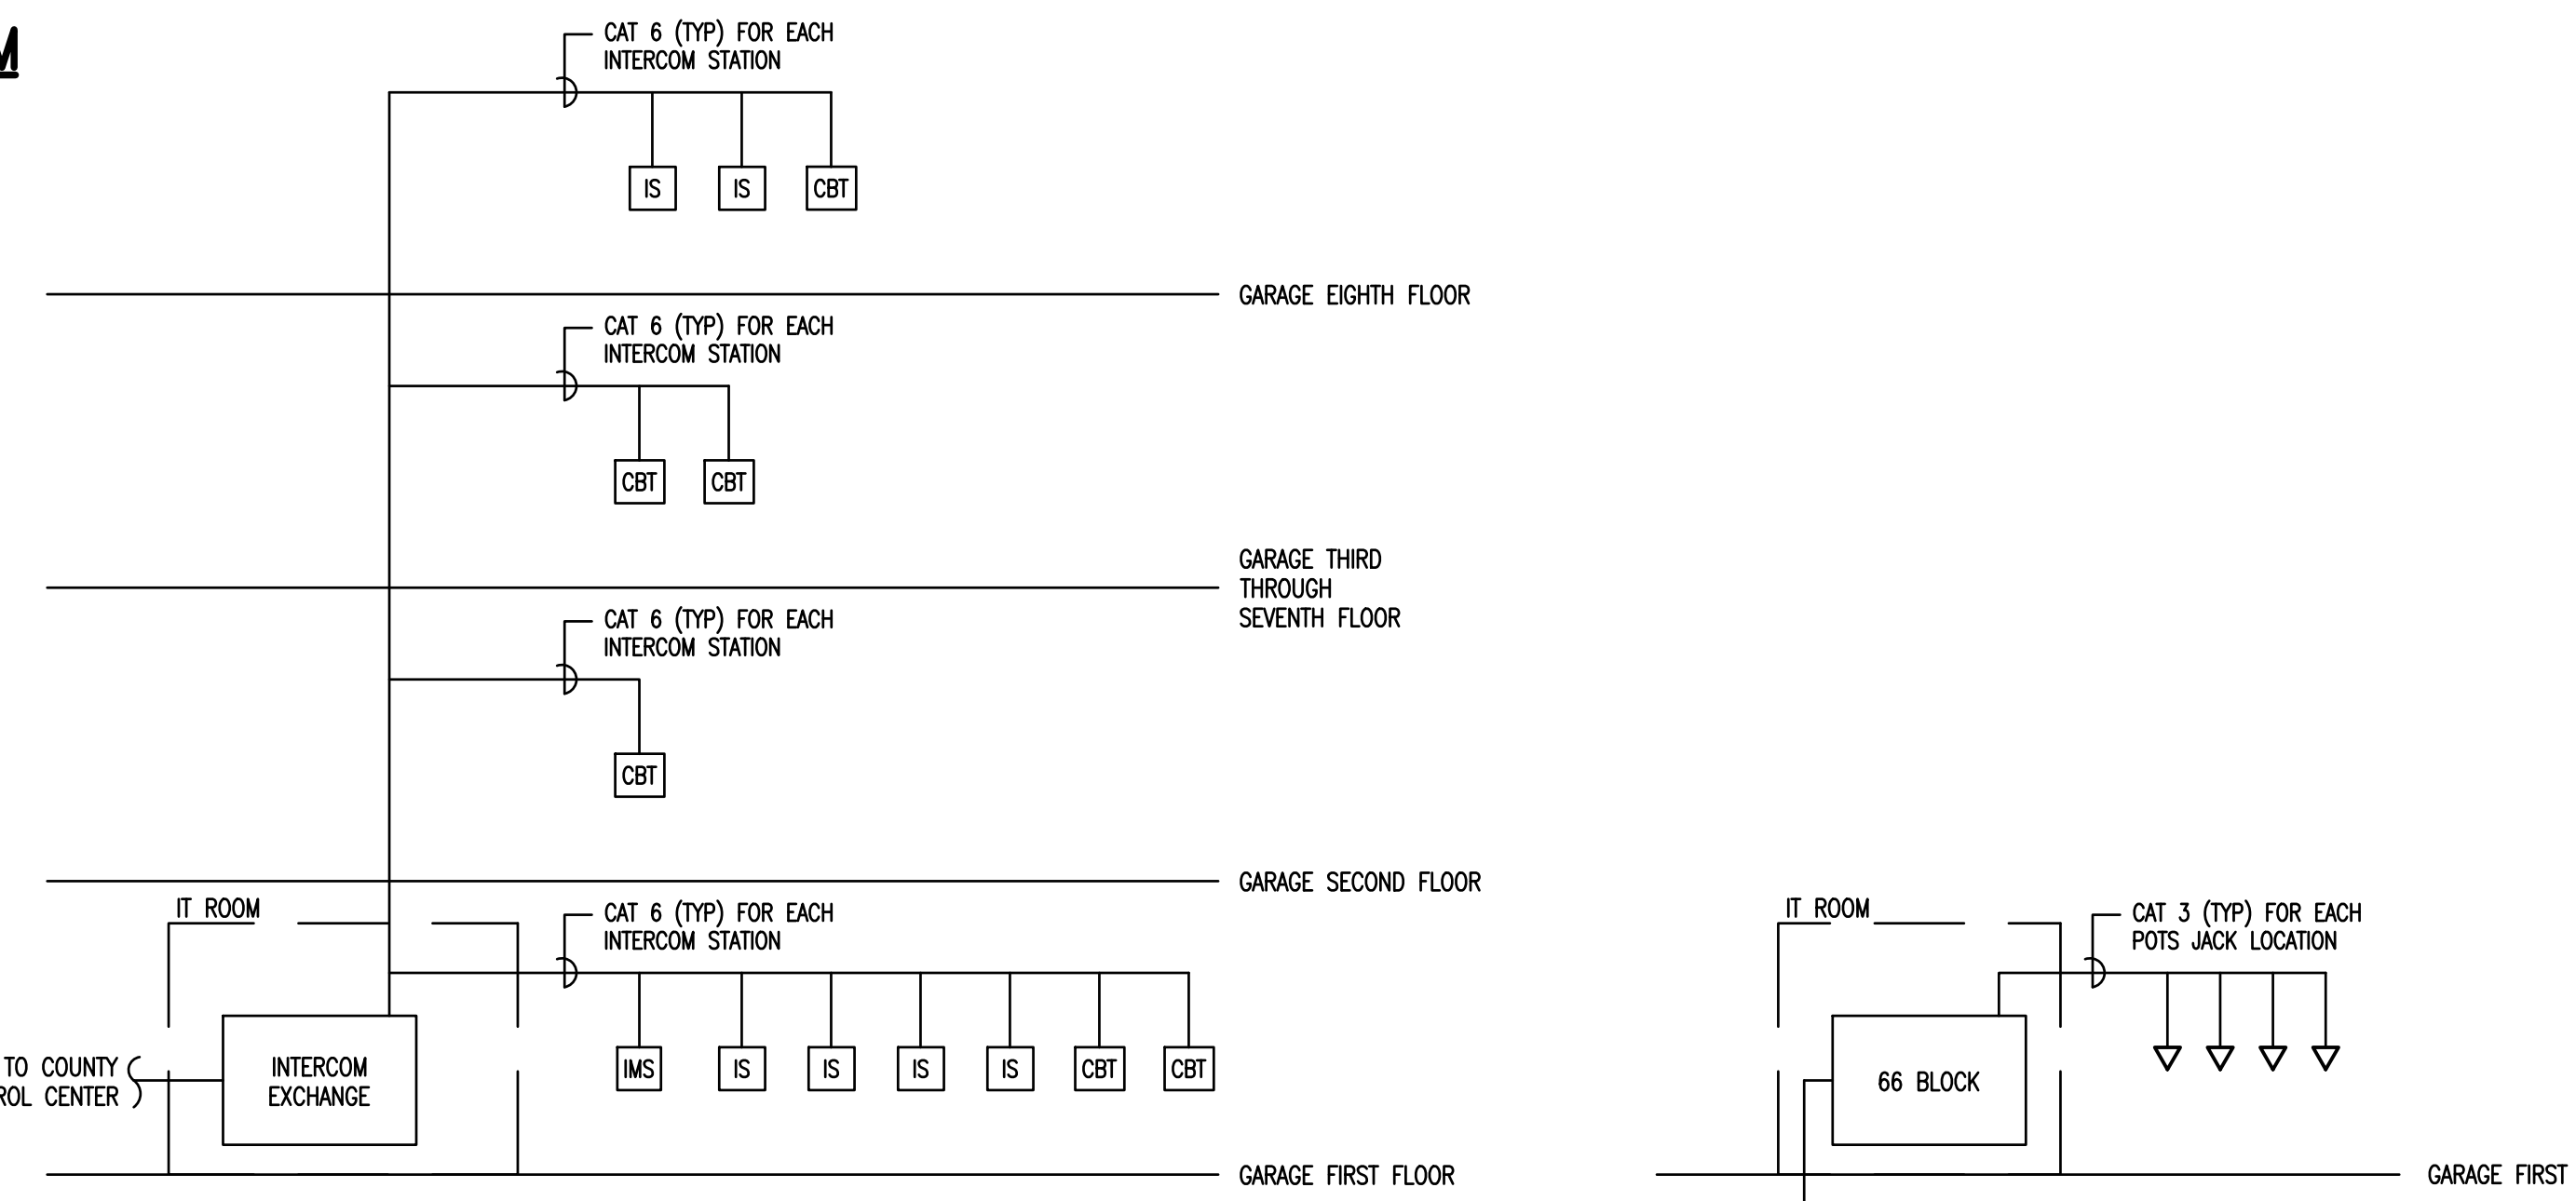 M
CAT 6 (TYP) FOR EACH
INTERCOM STATION
IS
IS
CBT
GARAGE EIGHTH FLOOR
CAT 6 (TYP) FOR EACH
INTERCOM STATION
CBT
CBT
GARAGE THIRD
THROUGH
SEVENTH FLOOR
CAT 6 (TYP) FOR EACH
INTERCOM STATION
CBT
GARAGE SECOND FLOOR
IT ROOM
CAT 6 (TYP) FOR EACH
INTERCOM STATION
TO COUNTY
ROL CENTER
INTERCOM
EXCHANGE
IMS
IS
IS
IS
IS
CBT
CBT
GARAGE FIRST FLOOR
IT ROOM
CAT 3 (TYP) FOR EACH
POTS JACK LOCATION
66 BLOCK
GARAGE FIRST